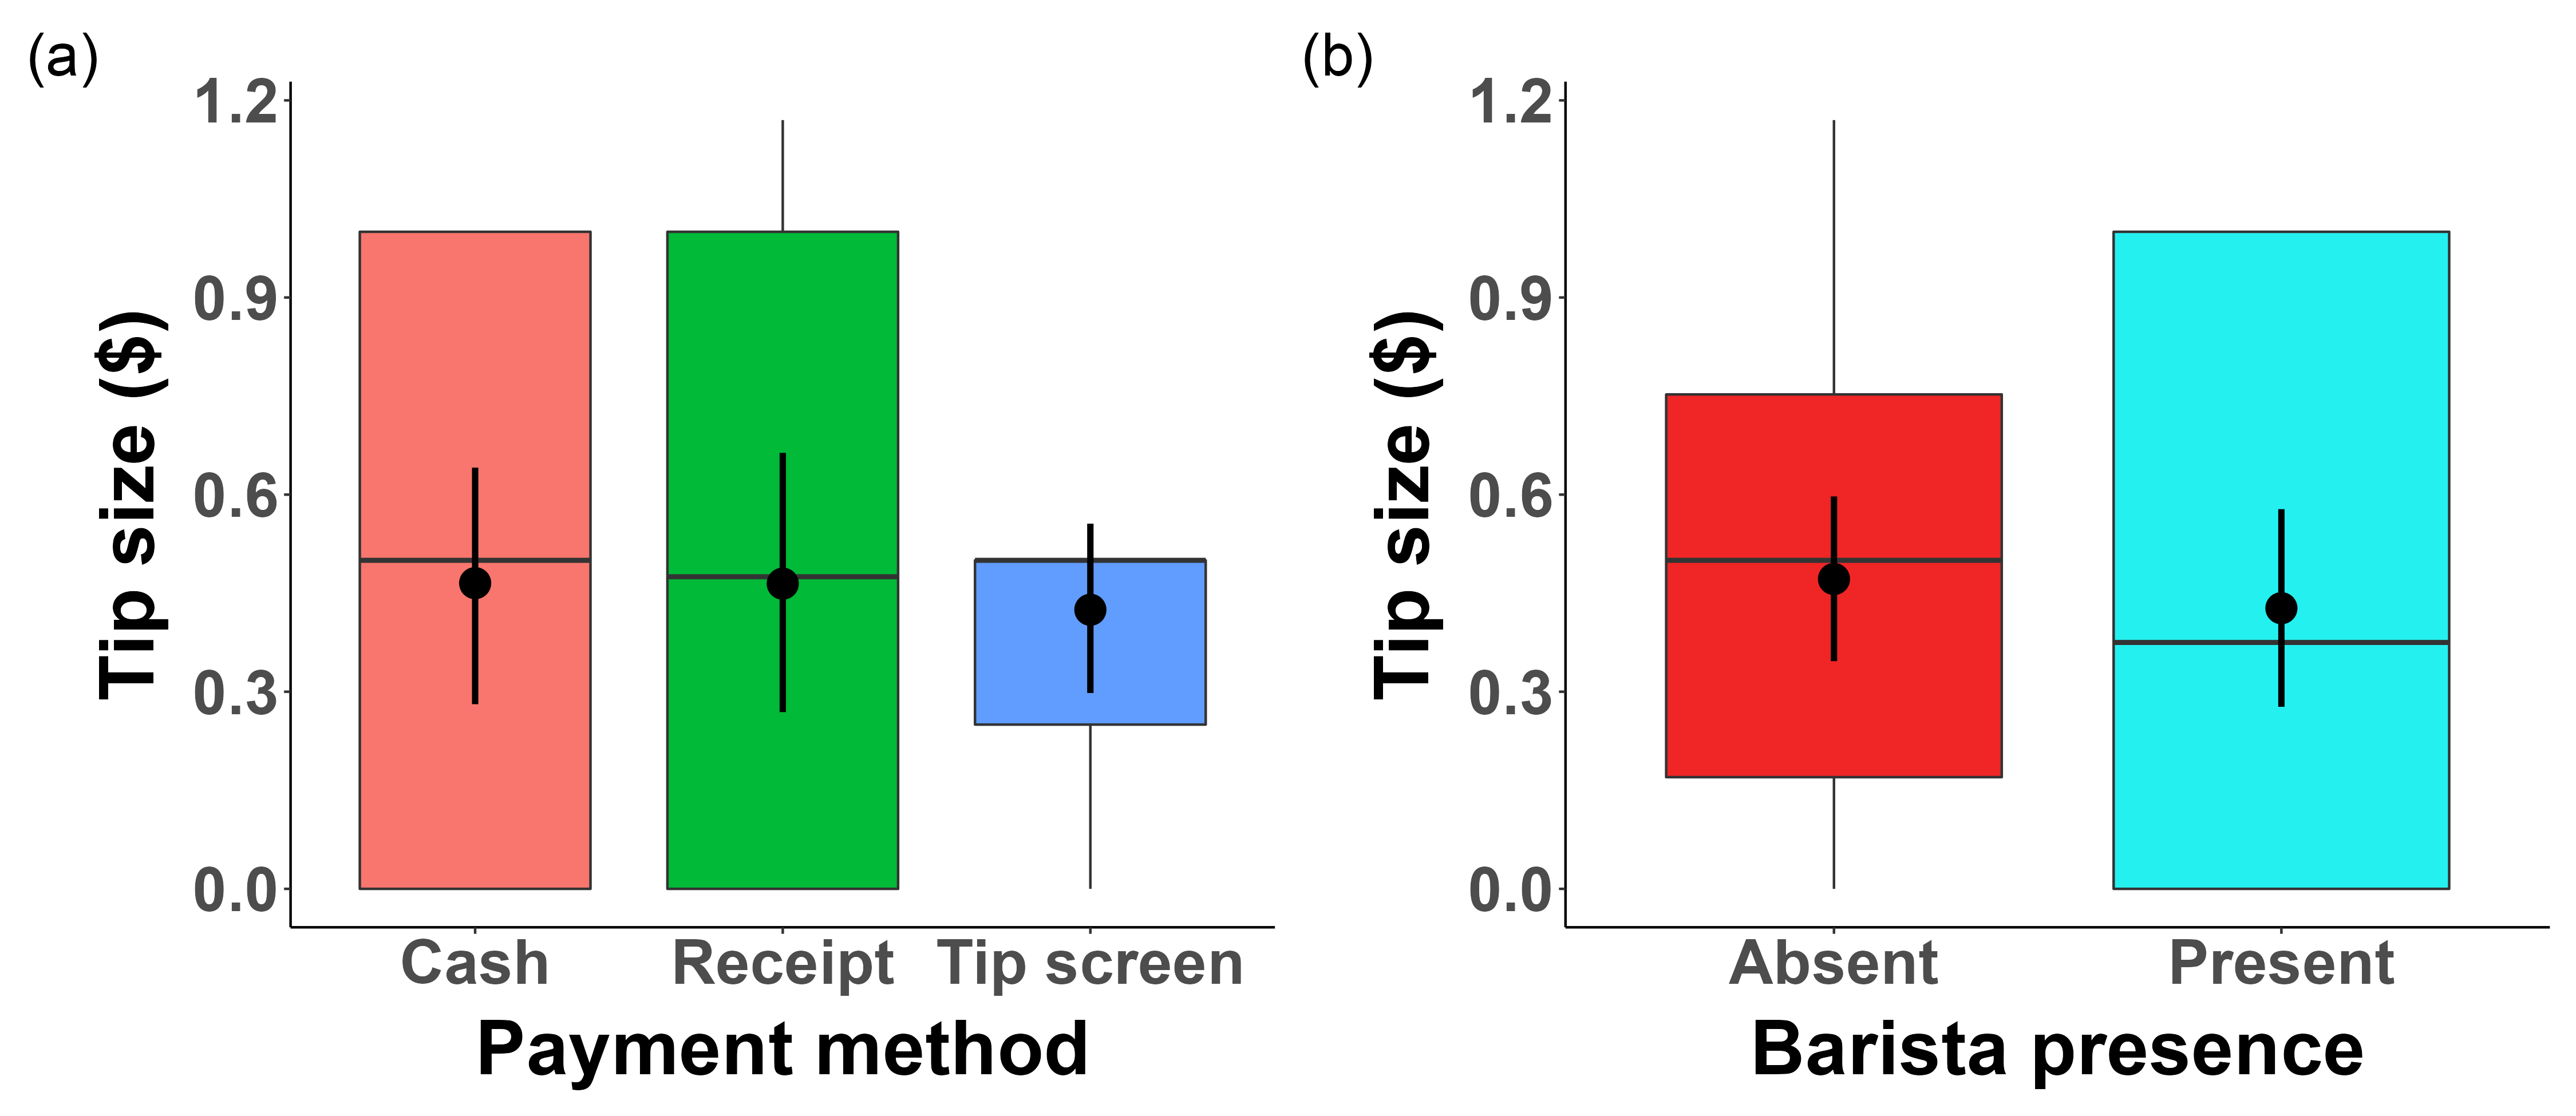 (a)
Tip size ($)
1.2
0.9
0.6
0.3
0.0
Cash Receipt Tip screen
Payment method
(b)
Tip size ($)
1.2
0.9
0.6
0.3
0.0
Absent Present
Barista presence